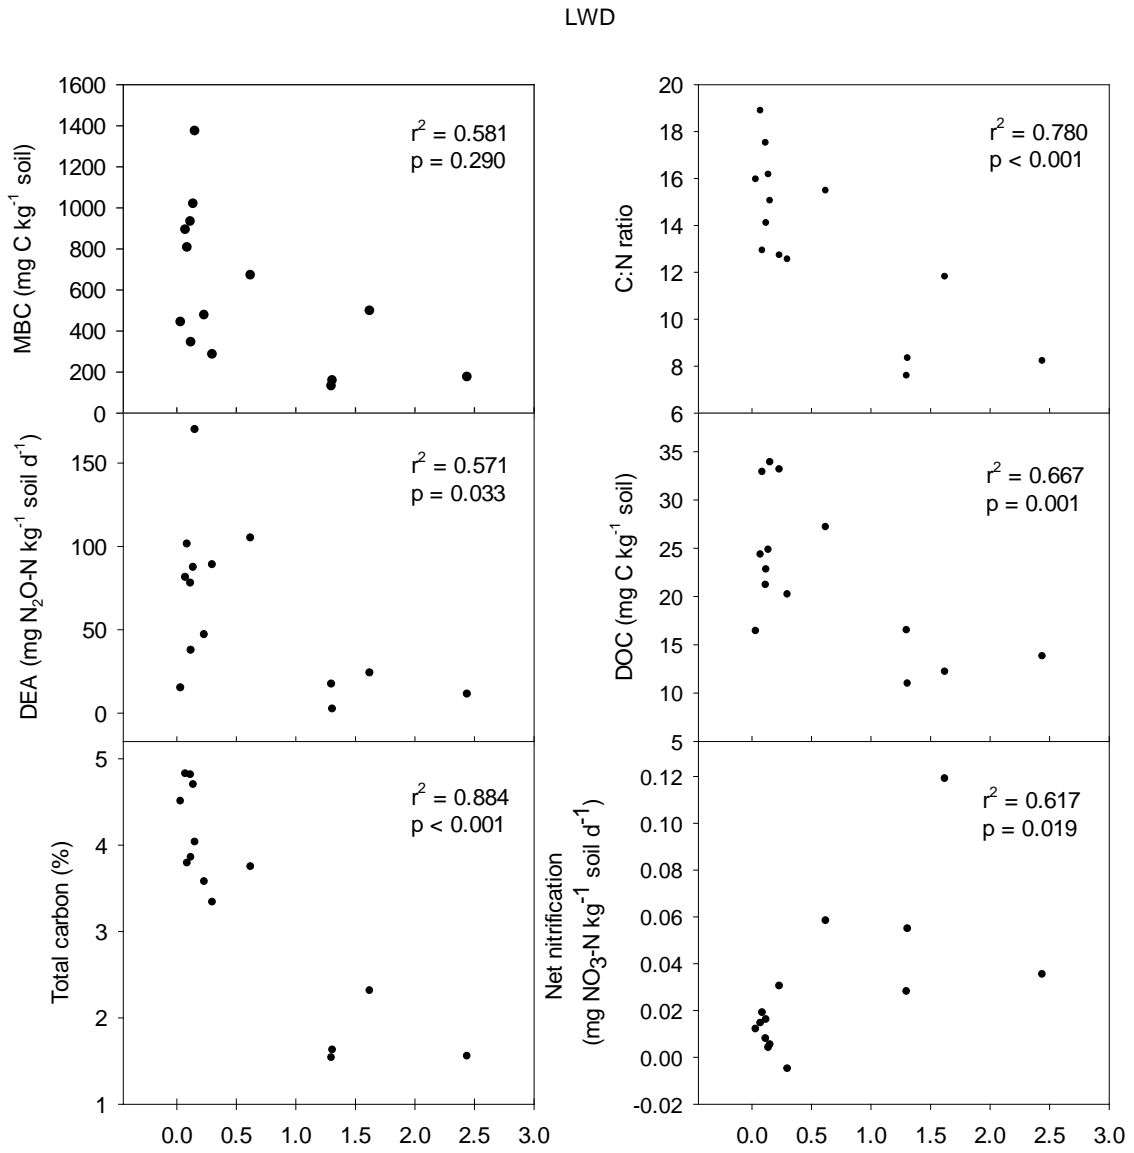 LWD
MBC (mg C kg⁻¹ soil)
1600
1400
1200
1000
800
600
400
200
0
r² = 0.581
p = 0.290
C:N ratio
20
18
16
14
12
10
8
6
r² = 0.780
p < 0.001
DEA (mg N₂O-N kg⁻¹ soil d⁻¹)
150
100
50
0
r² = 0.571
p = 0.033
DOC (mg C kg⁻¹ soil)
35
30
25
20
15
10
5
r² = 0.667
p = 0.001
Total carbon (%)
5
4
3
2
1
r² = 0.884
p < 0.001
0.0 0.5 1.0 1.5 2.0 2.5 3.0
Net nitrification
(mg NO3-N kg⁻¹ soil d⁻¹)
0.12
0.10
0.08
0.06
0.04
0.02
0.00
-0.02
r² = 0.617
p = 0.019
0.0 0.5 1.0 1.5 2.0 2.5 3.0